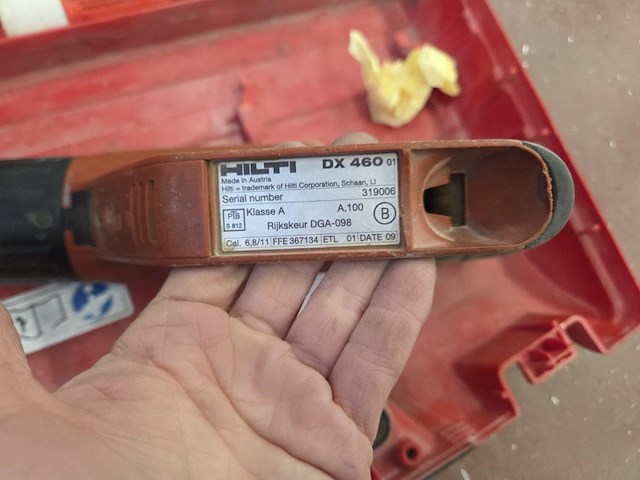 HILTI DX 460 01
Made in Austria
Hilti = trademark of Hilti Corporation, Schaan, LI
Serial number 319006
PTB
S 812
Klasse A A.100 B
Rijkskeur DGA-098
Cal. 6,8/11 FFE 367134 ETL 01 DATE 09